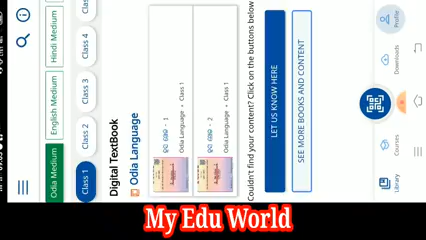 Odia Medium
English Medium
Hindi Medium
Class 1
Class 2
Class 3
Class 4
Digital TextBook
Odia Language
Odia Language • Class 1
Odia Language • Class 1
Couldn't find your content? Click on the buttons below
LET US KNOW HERE
SEE MORE BOOKS AND CONTENT
Library
Courses
Downloads
Profile
My Edu World